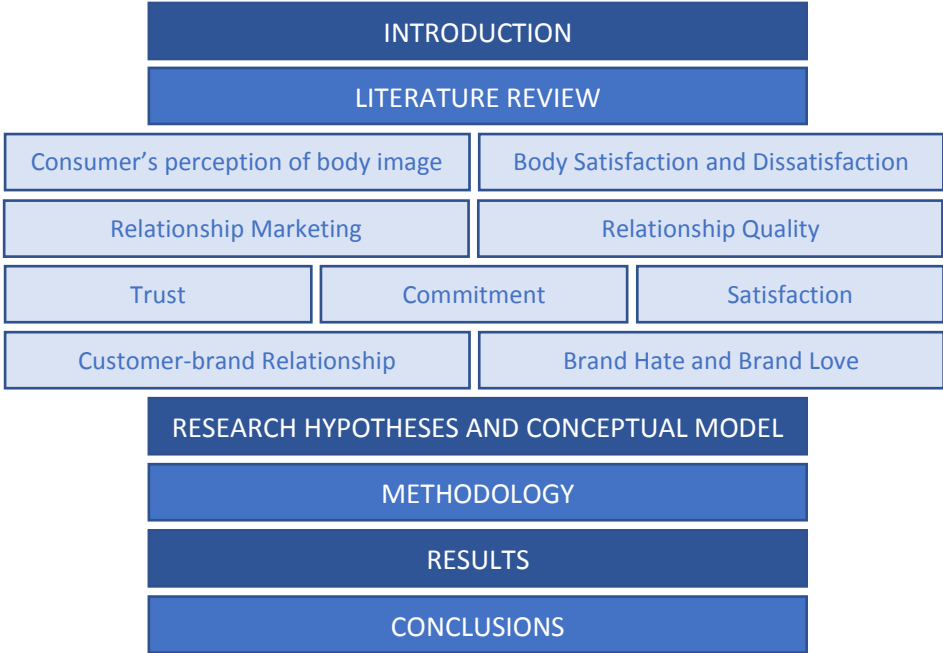 INTRODUCTION
LITERATURE REVIEW
Consumer’s perception of body image
Body Satisfaction and Dissatisfaction
Relationship Marketing
Relationship Quality
Trust
Commitment
Satisfaction
Customer-brand Relationship
Brand Hate and Brand Love
RESEARCH HYPOTHESES AND CONCEPTUAL MODEL
METHODOLOGY
RESULTS
CONCLUSIONS